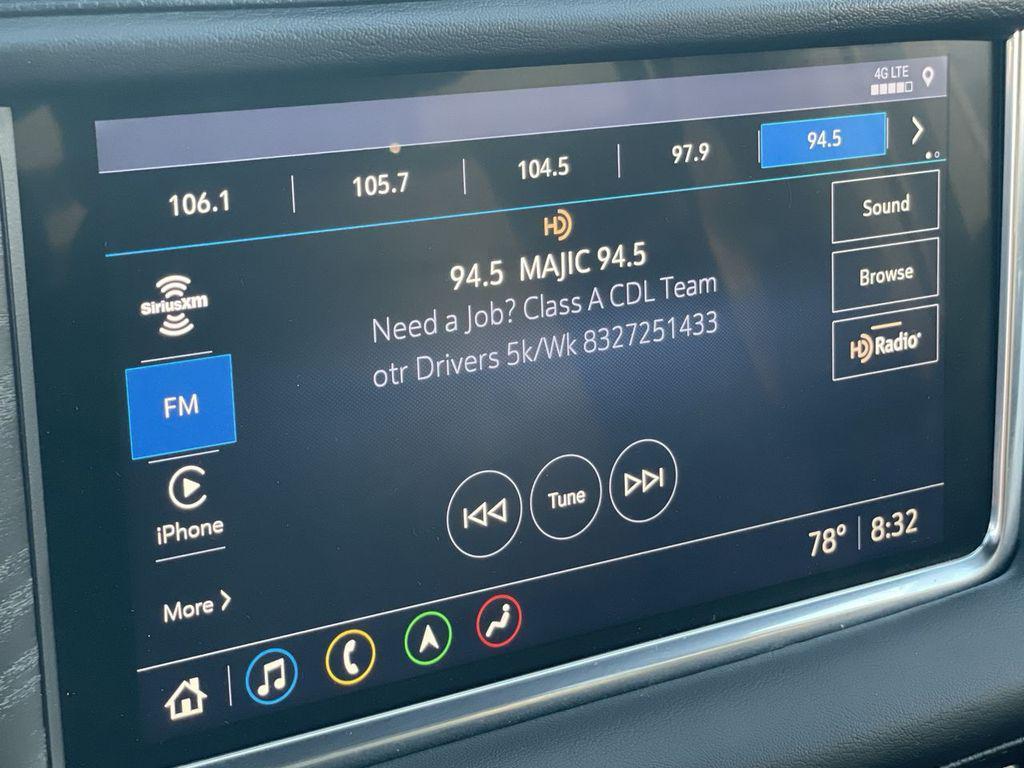 4G LTE
106.1
105.7
104.5
97.9
94.5
HD
94.5 MAJIC 94.5
Need a Job? Class A CDL Team
otr Drivers 5k/Wk 8327251433
Sound
Browse
HD Radio
SiriusXM
FM
iPhone
More
Tune
78° 8:32